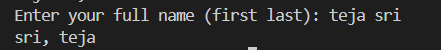 Enter your full name (first last): teja sri
sri, teja